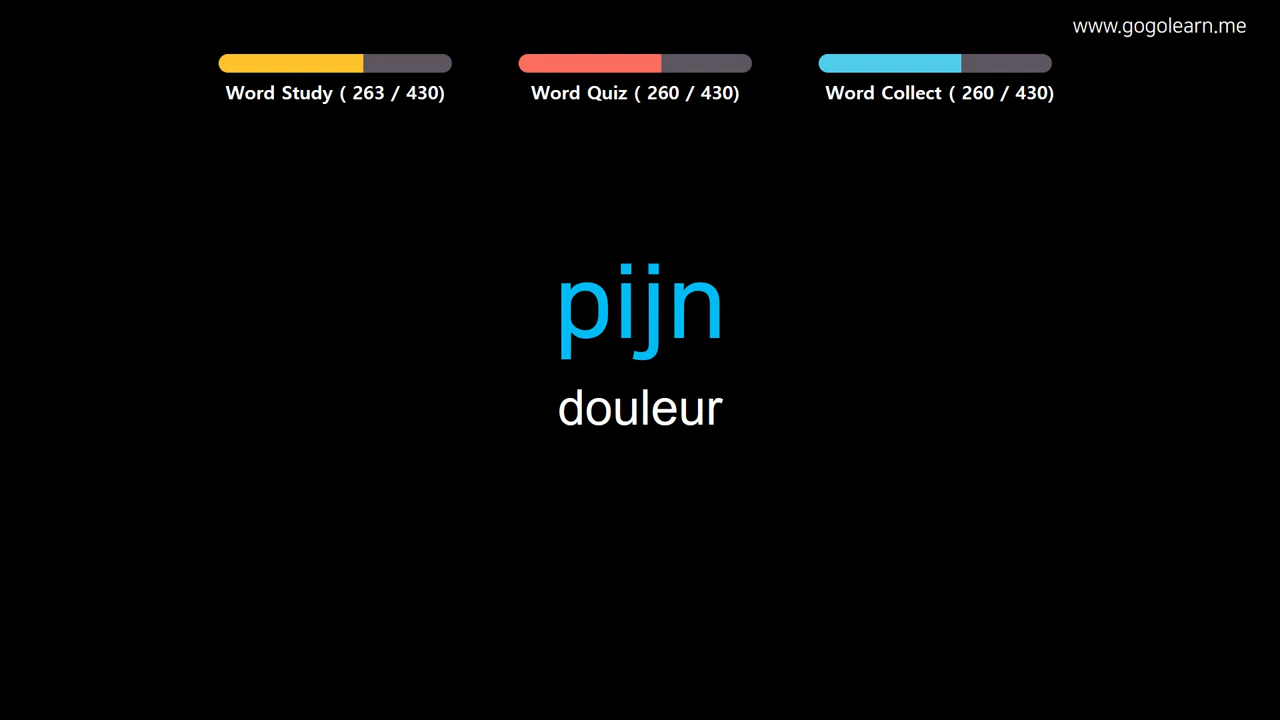 www.gogolearn.me
Word Study ( 263 / 430)
Word Quiz ( 260 / 430)
Word Collect ( 260 / 430)
pijn
douleur